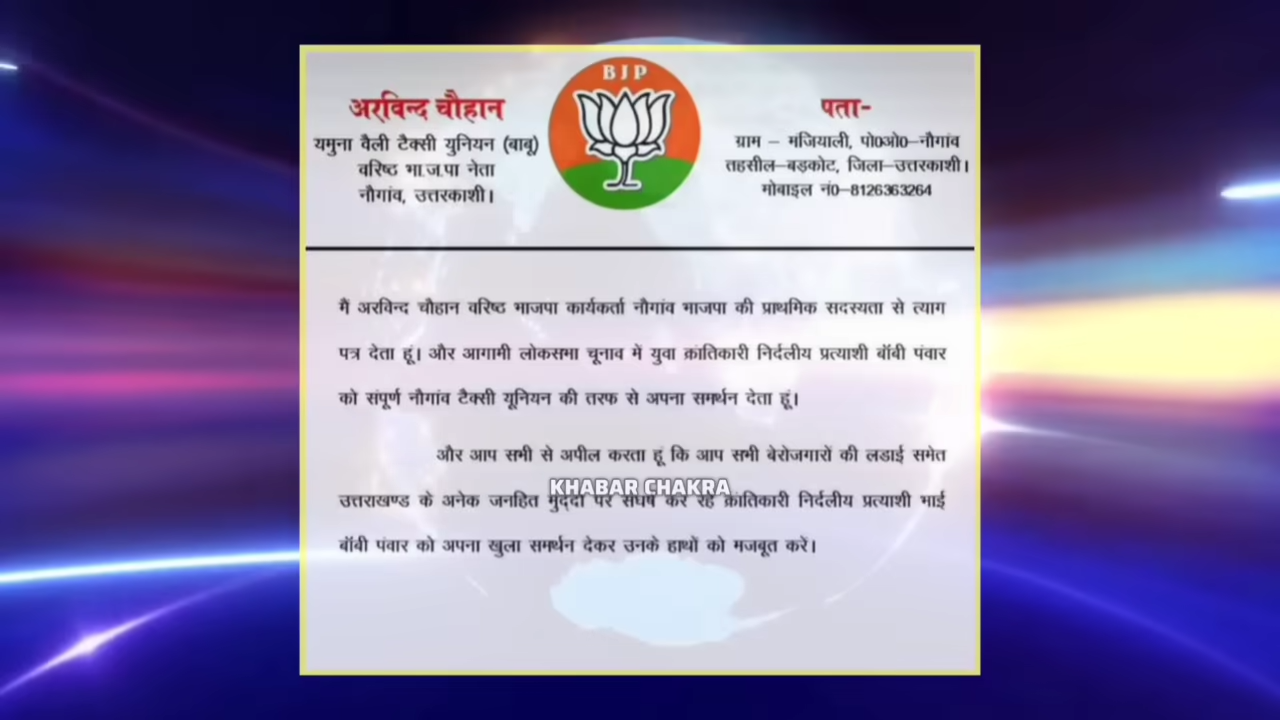 BJP
अरविन्द चौहान
यमुना वैली टैक्सी युनियन (बाबू)
वरिष्ठ भा.ज.पा नेता
नौगांव, उत्तरकाशी।
पता-
ग्राम – मंजियाली, पो0ओ0–नौगांव
तहसील–बड़कोट, जिला–उत्तरकाशी।
मोबाइल नं0–8126363264
मैं अरविन्द चौहान वरिष्ठ भाजपा कार्यकर्ता नौगांव भाजपा की प्राथमिक सदस्यता से त्याग
पत्र देता हूं। और आगामी लोकसभा चूनाव में युवा क्रांतिकारी निर्दलीय प्रत्याशी बॉबी पंवार
को संपूर्ण नौगांव टैक्सी यूनियन की तरफ से अपना समर्थन देता हूं।
और आप सभी से अपील करता हूं कि आप सभी बेरोजगारों की लडाई समेत
KHABAR CHAKRA
उत्तराखण्ड के अनेक जनहित मुद्दों पर संघर्ष कर रहे क्रांतिकारी निर्दलीय प्रत्याशी भाई
बॉबी पंवार को अपना खुला समर्थन देकर उनके हाथों को मजबूत करें।